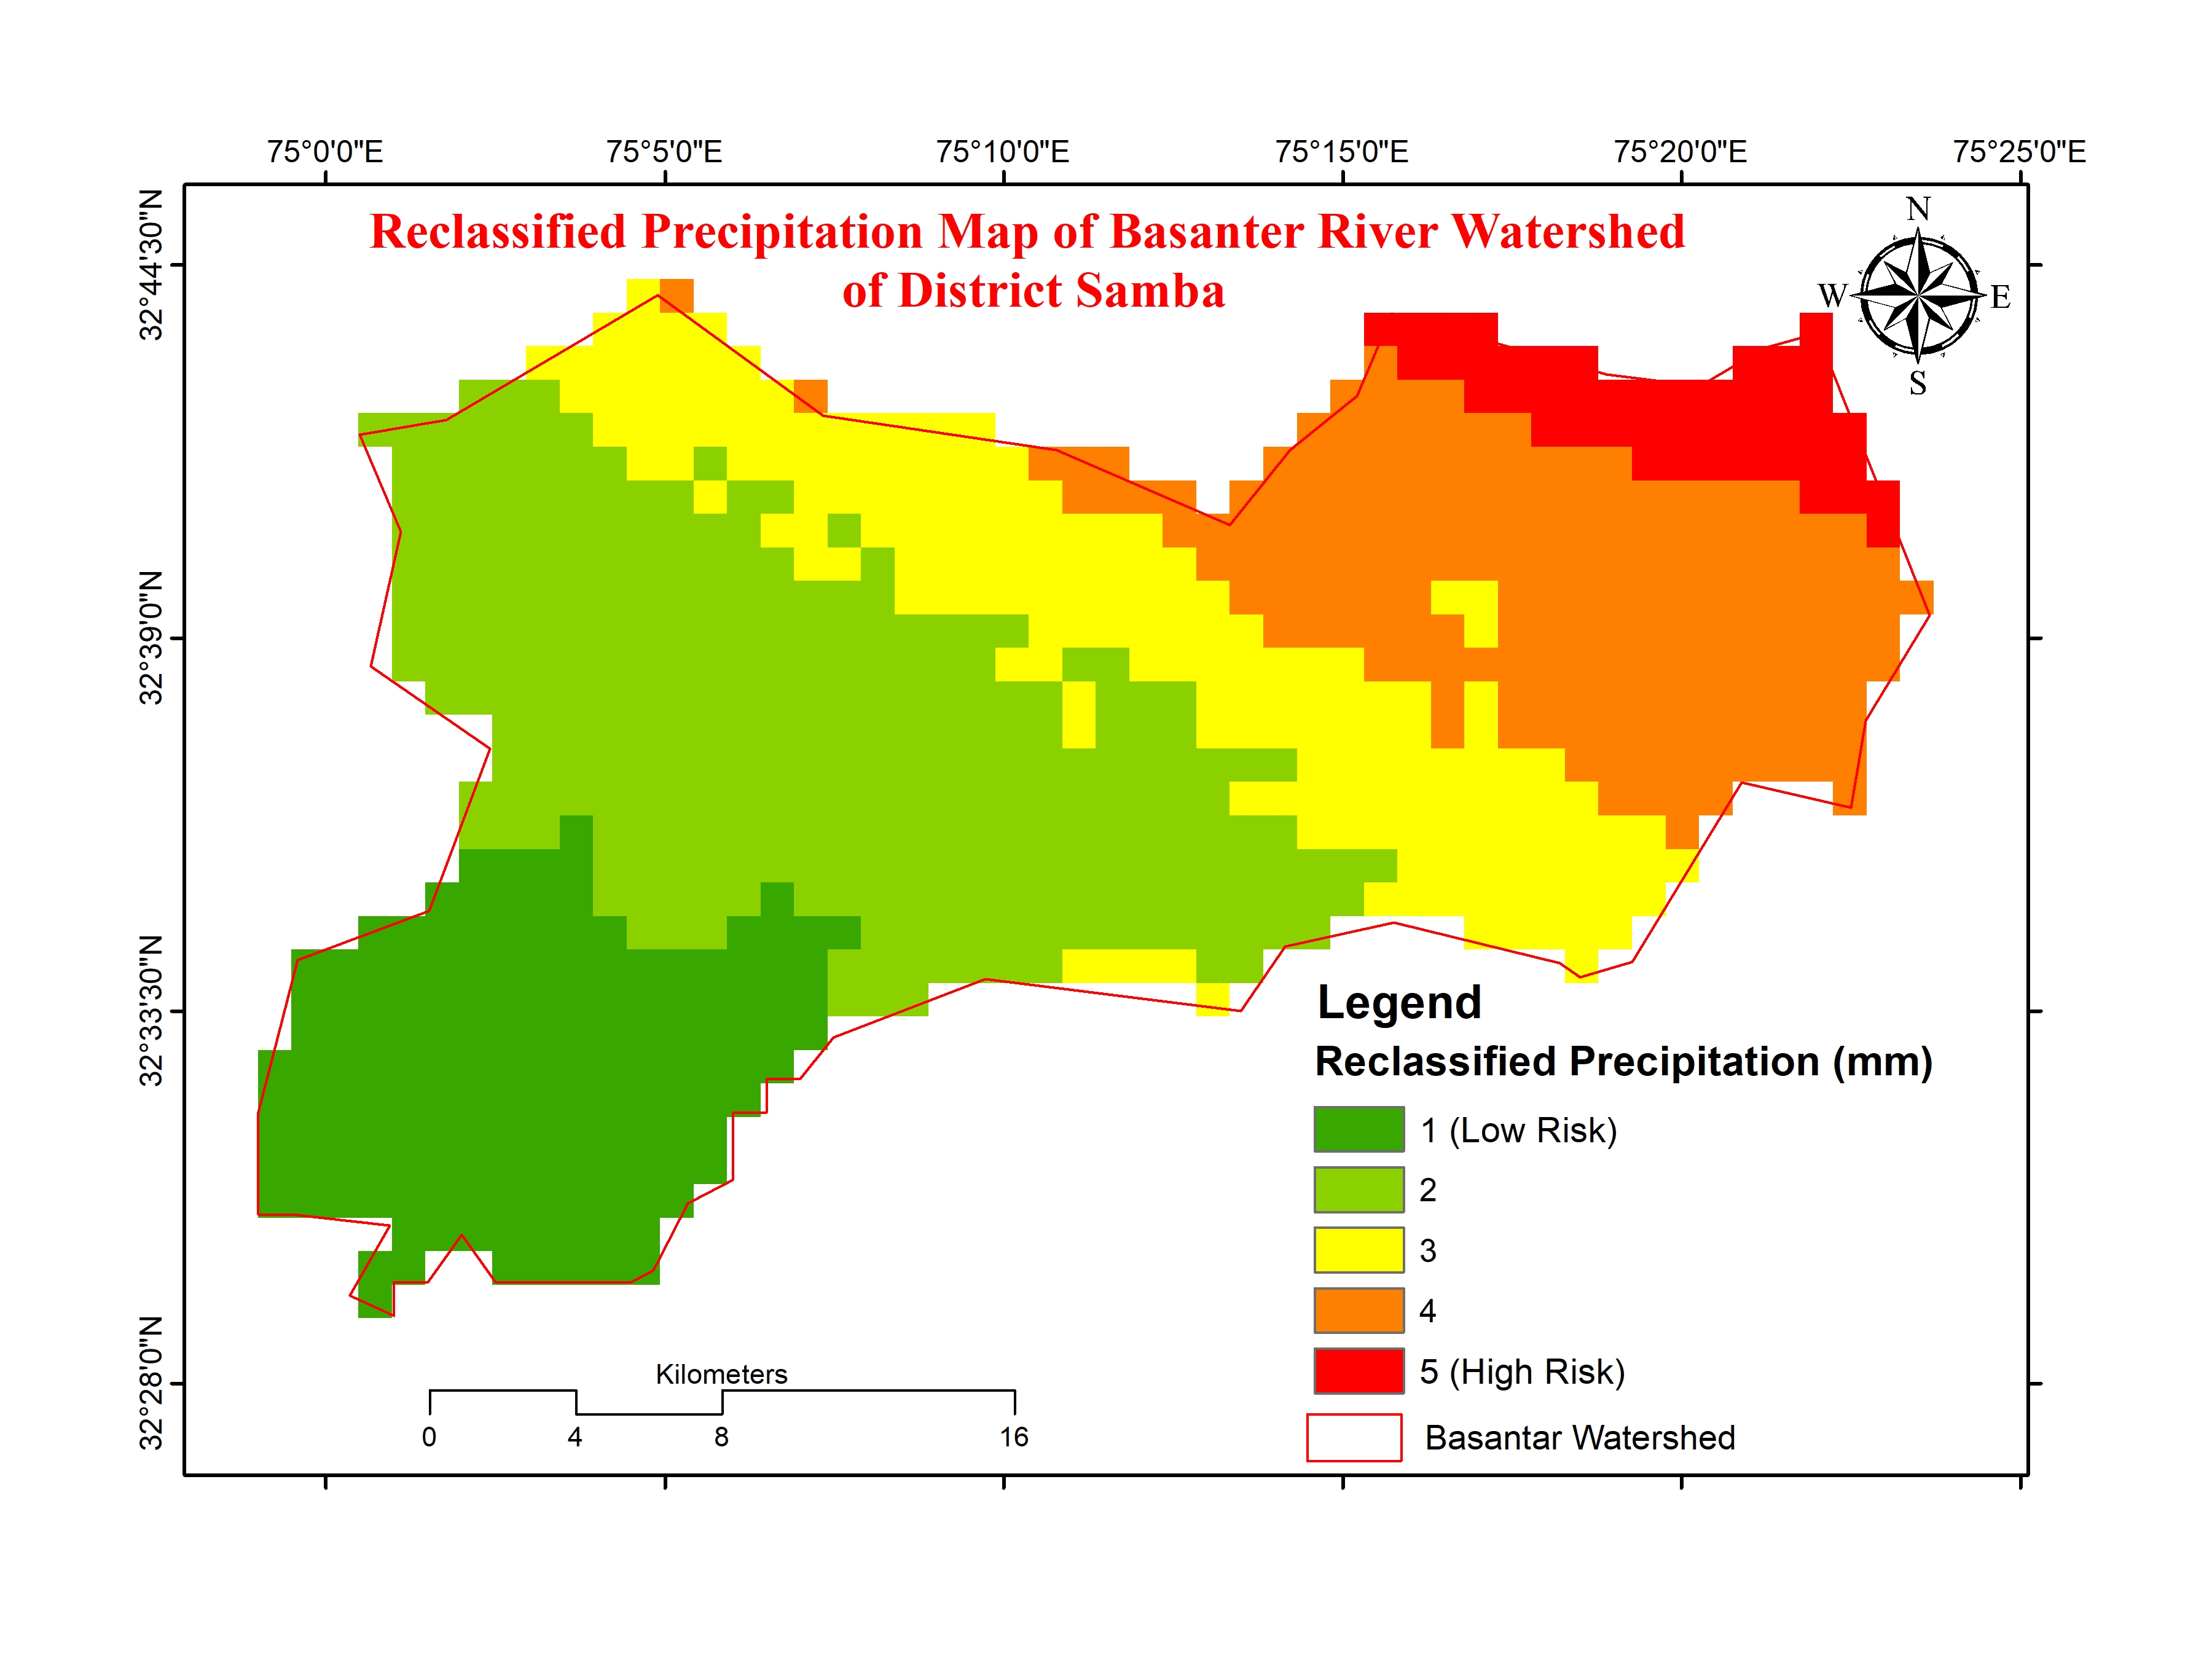 75°0'0"E 75°5'0"E 75°10'0"E 75°15'0"E 75°20'0"E 75°25'0"E
Reclassified Precipitation Map of Basanter River Watershed
of District Samba
N
W E
S
32°44'30"N
32°39'0"N
32°33'30"N
32°28'0"N
Legend
Reclassified Precipitation (mm)
1 (Low Risk)
2
3
4
5 (High Risk)
Basantar Watershed
Kilometers
0 4 8 16